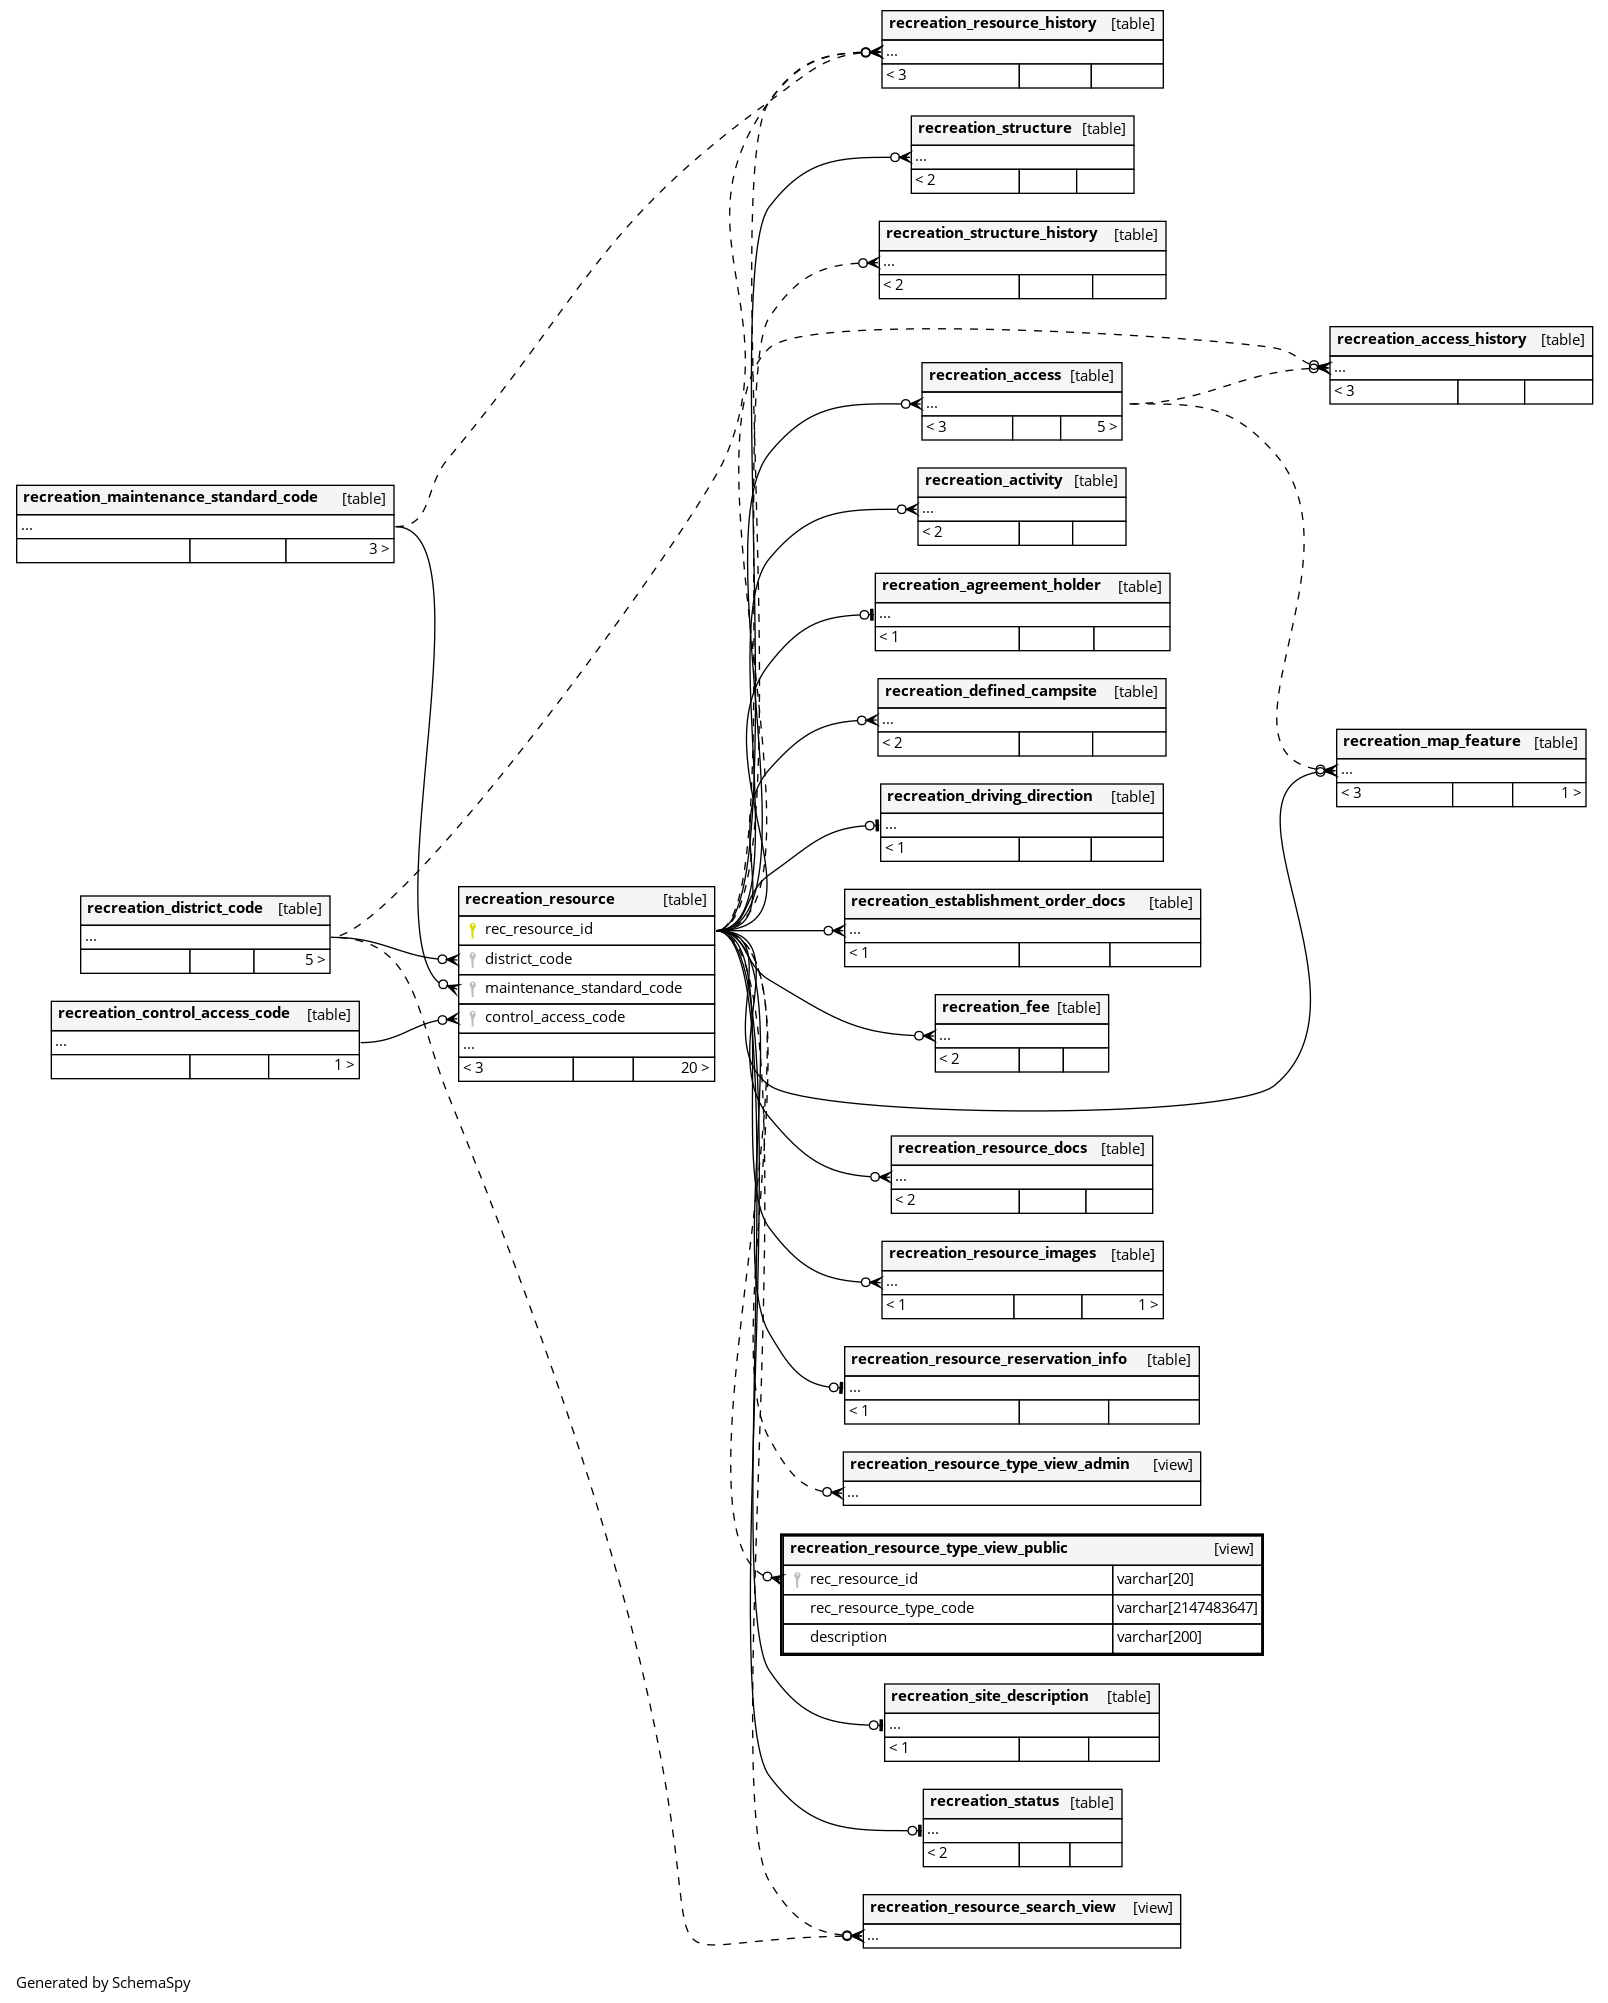 recreation_resource_history [table]
...
< 3
recreation_structure [table]
...
< 2
recreation_structure_history [table]
...
< 2
recreation_access_history [table]
...
< 3
recreation_access [table]
...
< 3 5 >
recreation_activity [table]
...
< 2
recreation_maintenance_standard_code [table]
...
3 >
recreation_agreement_holder [table]
...
< 1
recreation_defined_campsite [table]
...
< 2
recreation_map_feature [table]
...
< 3 1 >
recreation_driving_direction [table]
...
< 1
recreation_district_code [table]
...
5 >
recreation_control_access_code [table]
...
1 >
recreation_resource [table]
rec_resource_id
district_code
maintenance_standard_code
control_access_code
...
< 3 20 >
recreation_establishment_order_docs [table]
...
< 1
recreation_fee [table]
...
< 2
recreation_resource_docs [table]
...
< 2
recreation_resource_images [table]
...
< 1 1 >
recreation_resource_reservation_info [table]
...
< 1
recreation_resource_type_view_admin [view]
...
recreation_resource_type_view_public [view]
rec_resource_id varchar[20]
rec_resource_type_code varchar[2147483647]
description varchar[200]
recreation_site_description [table]
...
< 1
recreation_status [table]
...
< 2
recreation_resource_search_view [view]
...
Generated by SchemaSpy